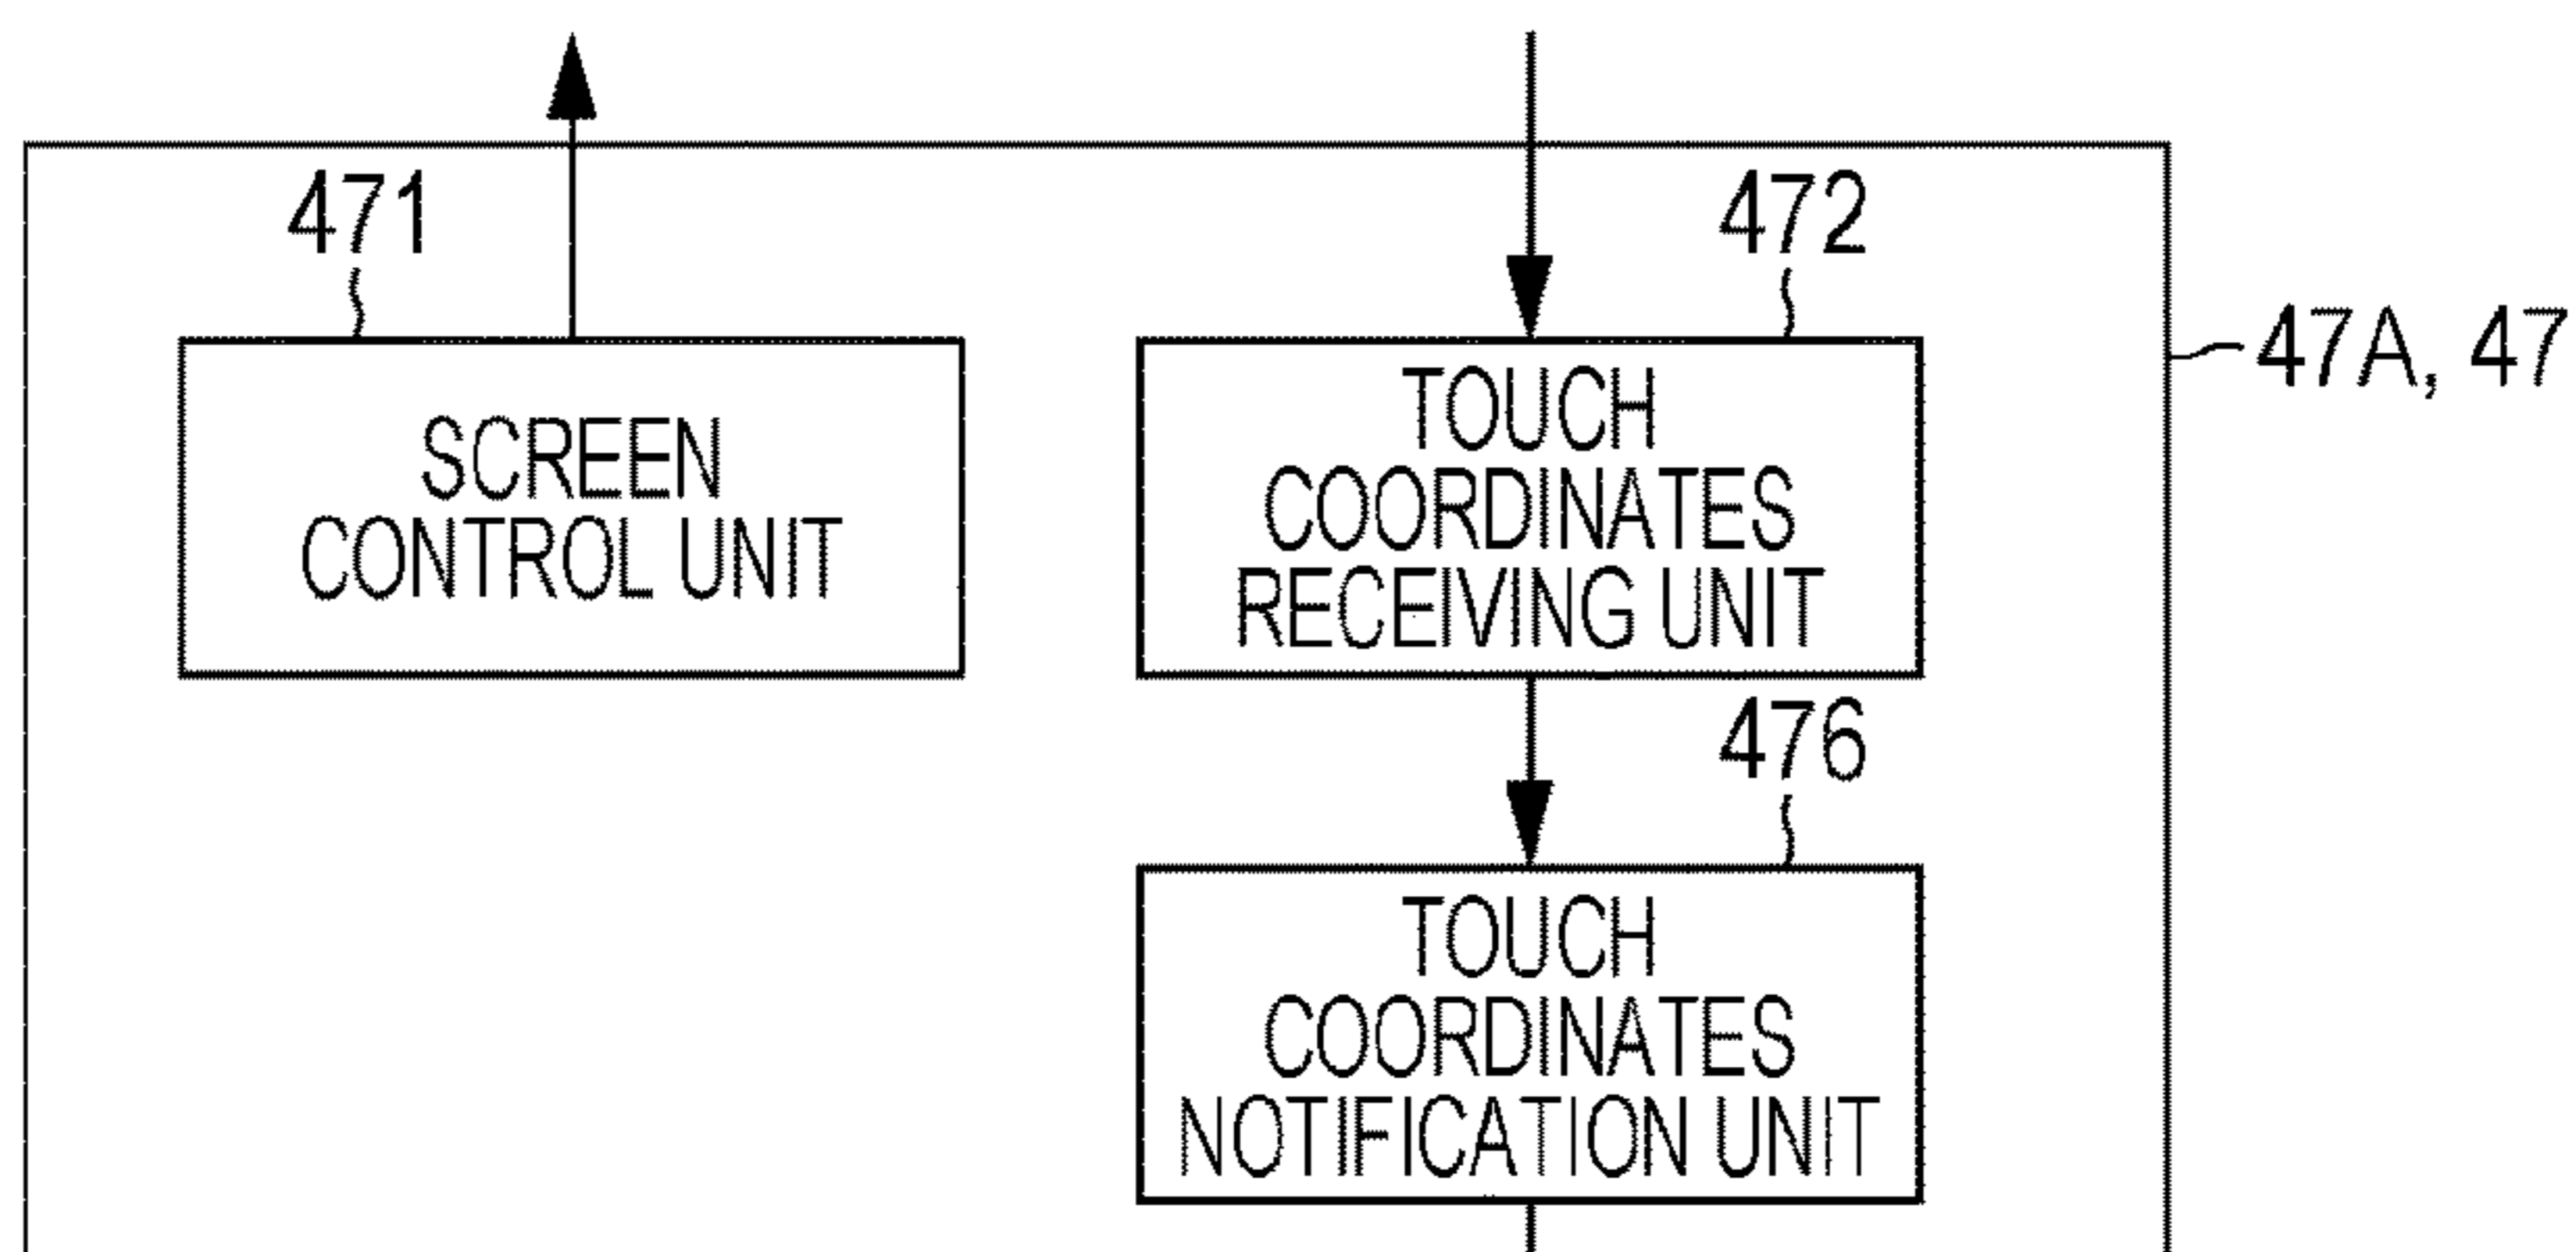 471
SCREEN
CONTROL UNIT
472
TOUCH
COORDINATES
RECEIVING UNIT
47A, 47
476
TOUCH
COORDINATES
NOTIFICATION UNIT